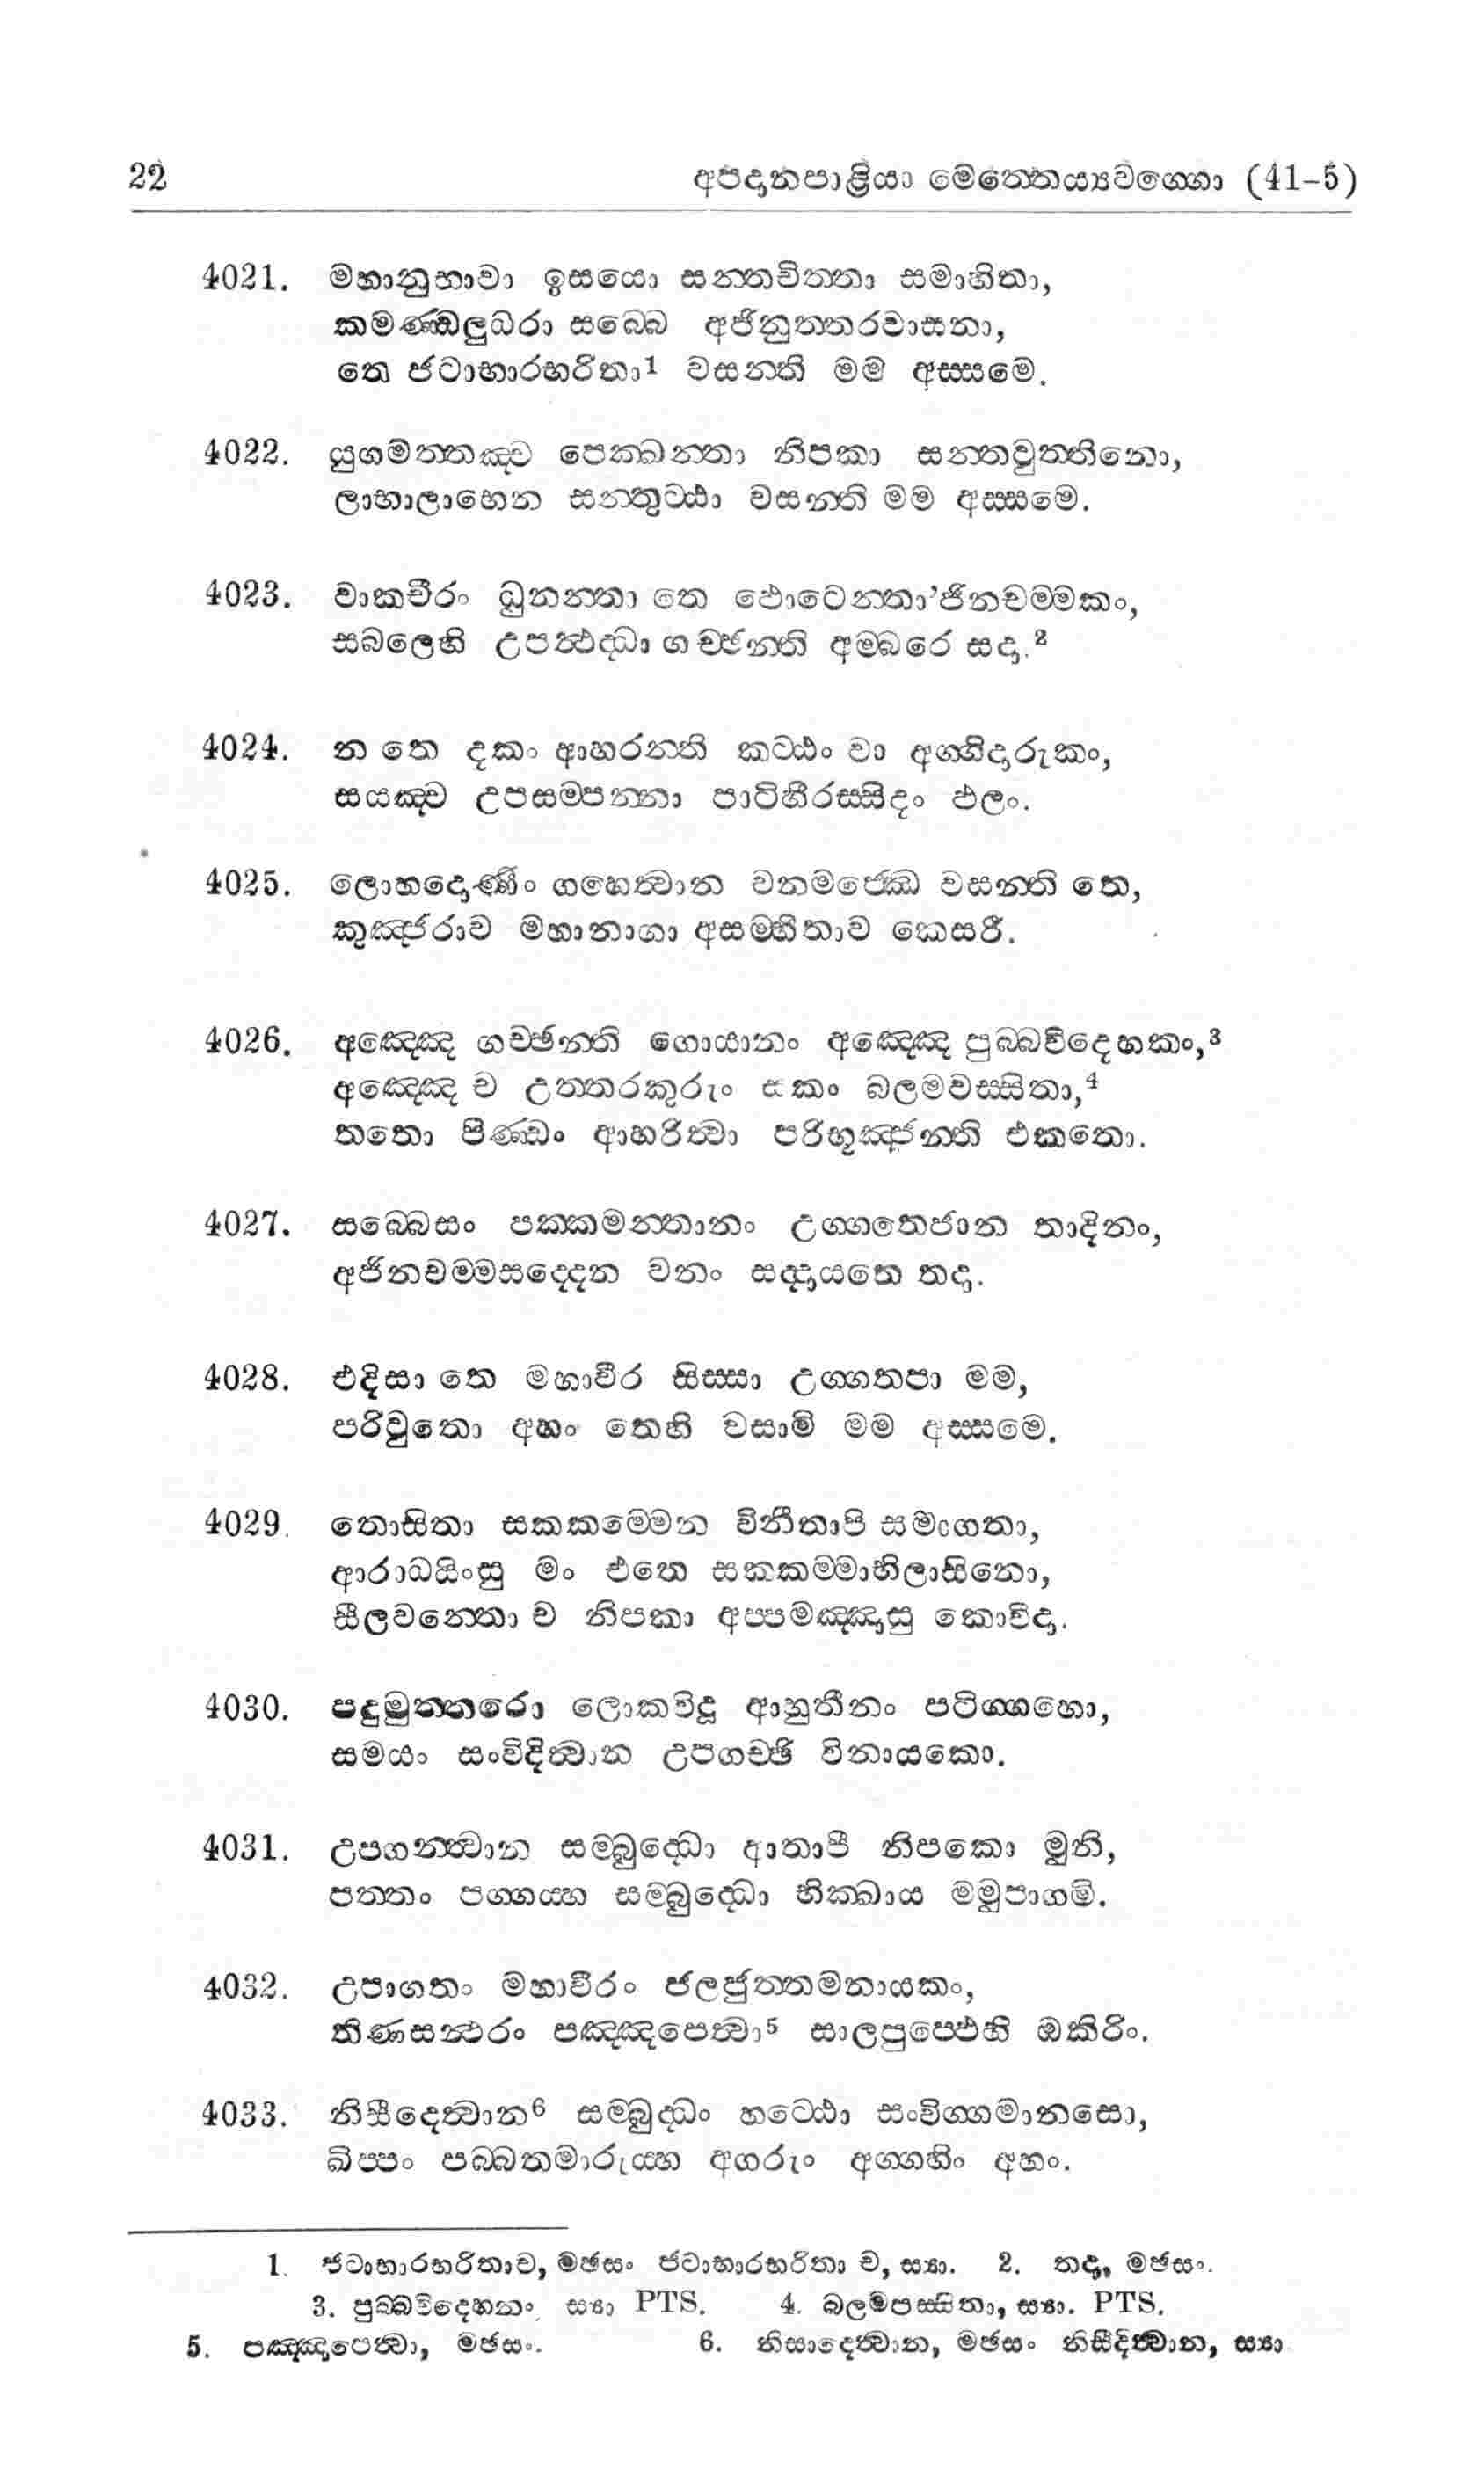 22 අපදානපාළියා මෙත්තෙය්‍යවග්ගො (41-5)
4021. මහානුභාවා ඉසයො සන්තචිත්තා සමාහිතා,
කමණ්ඩලුධරා සබ්බෙ අජිනුත්තරවාසනා,
තෙ ජටාභාරභරිතා1 වසන්ති මම අස්සමෙ.
4022. යුගමත්තඤ්ච පෙක්ඛන්තා නිපකා සන්තවුත්තිනො,
ලාභාලාභෙන සන්තුට්ඨා වසන්ති මම අස්සමෙ.
4023. වාකචීරං ධුනන්තා තෙ ඵොටෙන්තා’ජිනචම්මකං,
සබලෙහි උපත්ථද්ධා ගච්ඡන්ති අම්බරෙ සදා.2
4024. න තෙ දකං ආහරන්ති කට්ඨං වා අග්ගිදාරුකං,
සයඤ්ච උපසම්පන්නා පාටිහීරස්සිදං ඵලං.
4025. ලොහදොණිං ගහෙත්වාන වනමජ්ඣෙ වසන්ති තෙ,
කුඤ්ජරාව මහානාගා අසම්භීතාව කෙසරී.
4026. අඤ්ඤෙ ගච්ඡන්ති ගොයානං අඤ්ඤෙ පුබ්බවිදෙහකං,3
අඤ්ඤෙ ච උත්තරකුරුං සකං බලමවස්සිතා,4
තතො පිණ්ඩං ආහරිත්වා පරිභූඤ්ජන්ති එකතො.
4027. සබ්බෙසං පක්කමන්තානං උග්ගතෙජාන තාදිනං,
අජිනචම්මසද්දෙන වනං සද්දායතෙ තදා.
4028. එදිසා තෙ මහාවීර සිස්සා උග්ගතපා මම,
පරිවුතො අහං තෙහි වසාමි මම අස්සමෙ.
4029. තොසිතා සකකම්මෙන විනීතාපි සමාගතා,
ආරාධයිංසු මං එතෙ සකකම්මාභිලාසිනො,
සීලවන්තො ච නිපකා අප්පමඤ්ඤාසු කොවිදා.
4030. පදුමුත්තරො ලොකවිදූ ආහුතීනං පටිග්ගහො,
සමයං සංවිදිත්වාන උපගච්ඡි විනායකො.
4031. උපගන්ත්වාන සම්බුද්ධො ආතාපී නිපකො මුනි,
පත්තං පග්ගය්හ සම්බුද්ධො භික්ඛාය මමුපාගමි.
4032. උපාගතං මහාවීරං ජලජුත්තමනායකං,
තිණසන්ථරං පඤ්ඤපෙත්වා5 සාලපුප්ඵෙහි ඔකිරිං.
4033. නිසීදෙත්වාන6 සම්බුද්ධං හට්ඨො සංවිග්ගමානසො,
ඛිප්පං පබ්බතමාරුය්හ අගරුං අග්ගහිං අහං.
1. ජටාභාරභරිතාව, මඡසං ජටාභාරභරිතා ච, ස්‍යා. 2. තදා, මඡසං.
3. පුබ්බවිදෙහනං, ස්‍යා PTS. 4. බලමපස්සිතා, ස්‍යා. PTS.
5. පඤ්ඤාපෙත්වා, මඡසං. 6. නිසාදෙත්වාන, මඡසං නිසීදිත්වාන, ස්‍යා